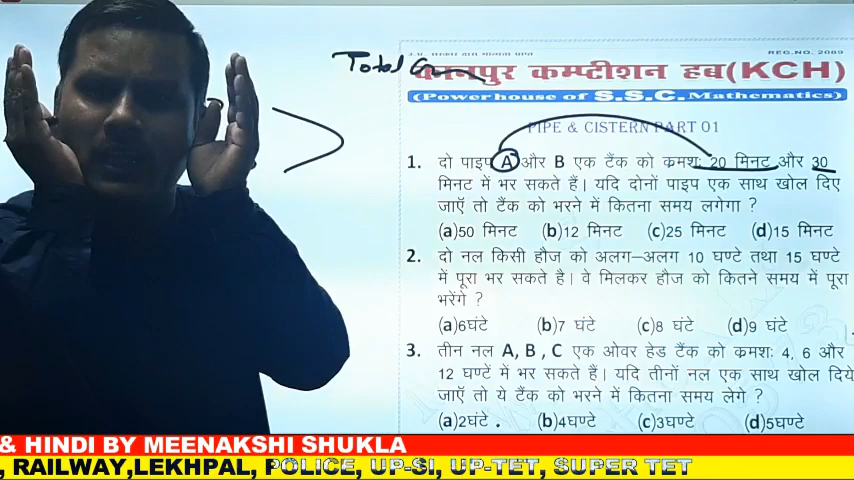 उ.प्र. सरकार द्वारा मान्यता प्राप्त REG.NO. 2089
Total
कानपुर कम्प्टीशन हब(KCH)
(Powerhouse of S.S.C. Mathematics)
PIPE & CISTERN PART 01
1. दो पाइप A और B एक टैंक को क्रमशः 20 मिनट और 30
मिनट में भर सकते हैं। यदि दोनों पाइप एक साथ खोल दिए
जाएँ तो टैंक को भरने में कितना समय लगेगा ?
(a)50 मिनट (b)12 मिनट (c)25 मिनट (d)15 मिनट
2. दो नल किसी हौज को अलग–अलग 10 घण्टे तथा 15 घण्टे
में पूरा भर सकते है। वे मिलकर हौज को कितने समय में पूरा
भरेंगे ?
(a)6घंटे (b)7 घंटे (c)8 घंटे (d)9 घंटे
3. तीन नल A, B , C एक ओवर हेड टैंक को क्रमशः 4, 6 और
12 घण्टें में भर सकते हैं। यदि तीनों नल एक साथ खोल दिये
जाएँ तो ये टैंक को भरने में कितना समय लेगे ?
(a)2घंटे . (b)4घण्टे (c)3घण्टे (d)5घण्टे
& HINDI BY MEENAKSHI SHUKLA
, RAILWAY,LEKHPAL, POLICE, UP-SI, UP-TET, SUPER TET